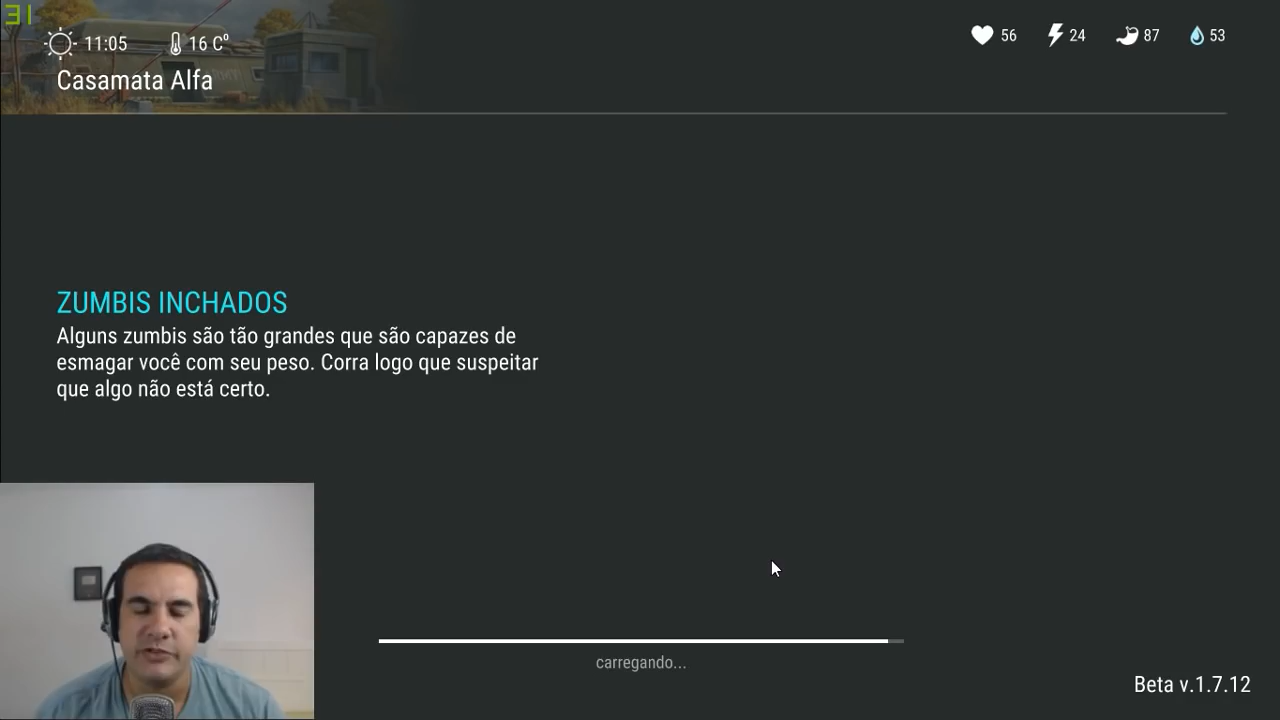 31
11:05 16 Cº
56 24 87 53
Casamata Alfa
ZUMBIS INCHADOS
Alguns zumbis são tão grandes que são capazes de
esmagar você com seu peso. Corra logo que suspeitar
que algo não está certo.
carregando...
Beta v.1.7.12